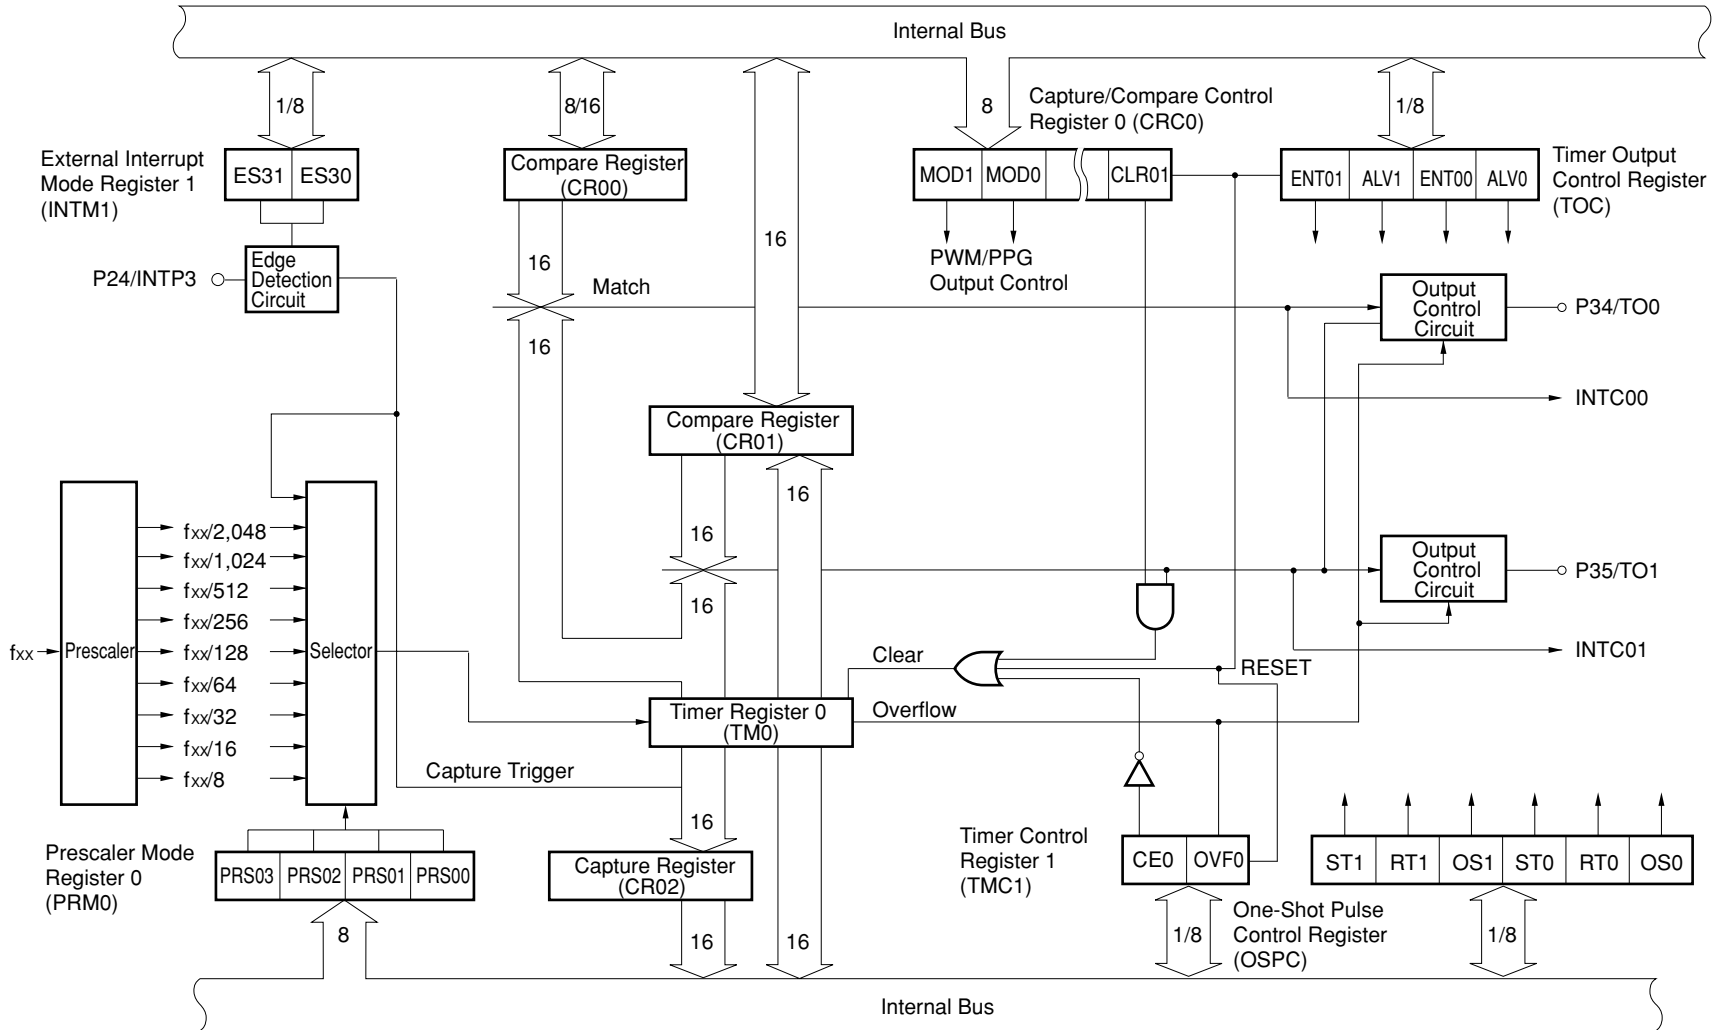 Internal Bus
1/8
8/16
8
1/8
Capture/Compare Control
Register 0 (CRC0)
External Interrupt
Mode Register 1
(INTM1)
ES31 ES30
Compare Register
(CR00)
MOD1 MOD0 CLR01
ENT01 ALV1 ENT00 ALV0
Timer Output
Control Register
(TOC)
16
16
P24/INTP3
Edge
Detection
Circuit
PWM/PPG
Output Control
Match
16
Output
Control
Circuit
P34/TO0
INTC00
Compare Register
(CR01)
16
16
16
Output
Control
Circuit
P35/TO1
INTC01
fxx
Prescaler
fxx/2,048
fxx/1,024
fxx/512
fxx/256
fxx/128
fxx/64
fxx/32
fxx/16
fxx/8
Selector
Clear
RESET
Timer Register 0
(TM0)
Overflow
Capture Trigger
16
Prescaler Mode
Register 0
(PRM0)
PRS03 PRS02 PRS01 PRS00
Capture Register
(CR02)
Timer Control
Register 1
(TMC1)
CE0 OVF0
ST1 RT1 OS1 ST0 RT0 OS0
8
16
16
1/8
One-Shot Pulse
Control Register
(OSPC)
1/8
Internal Bus